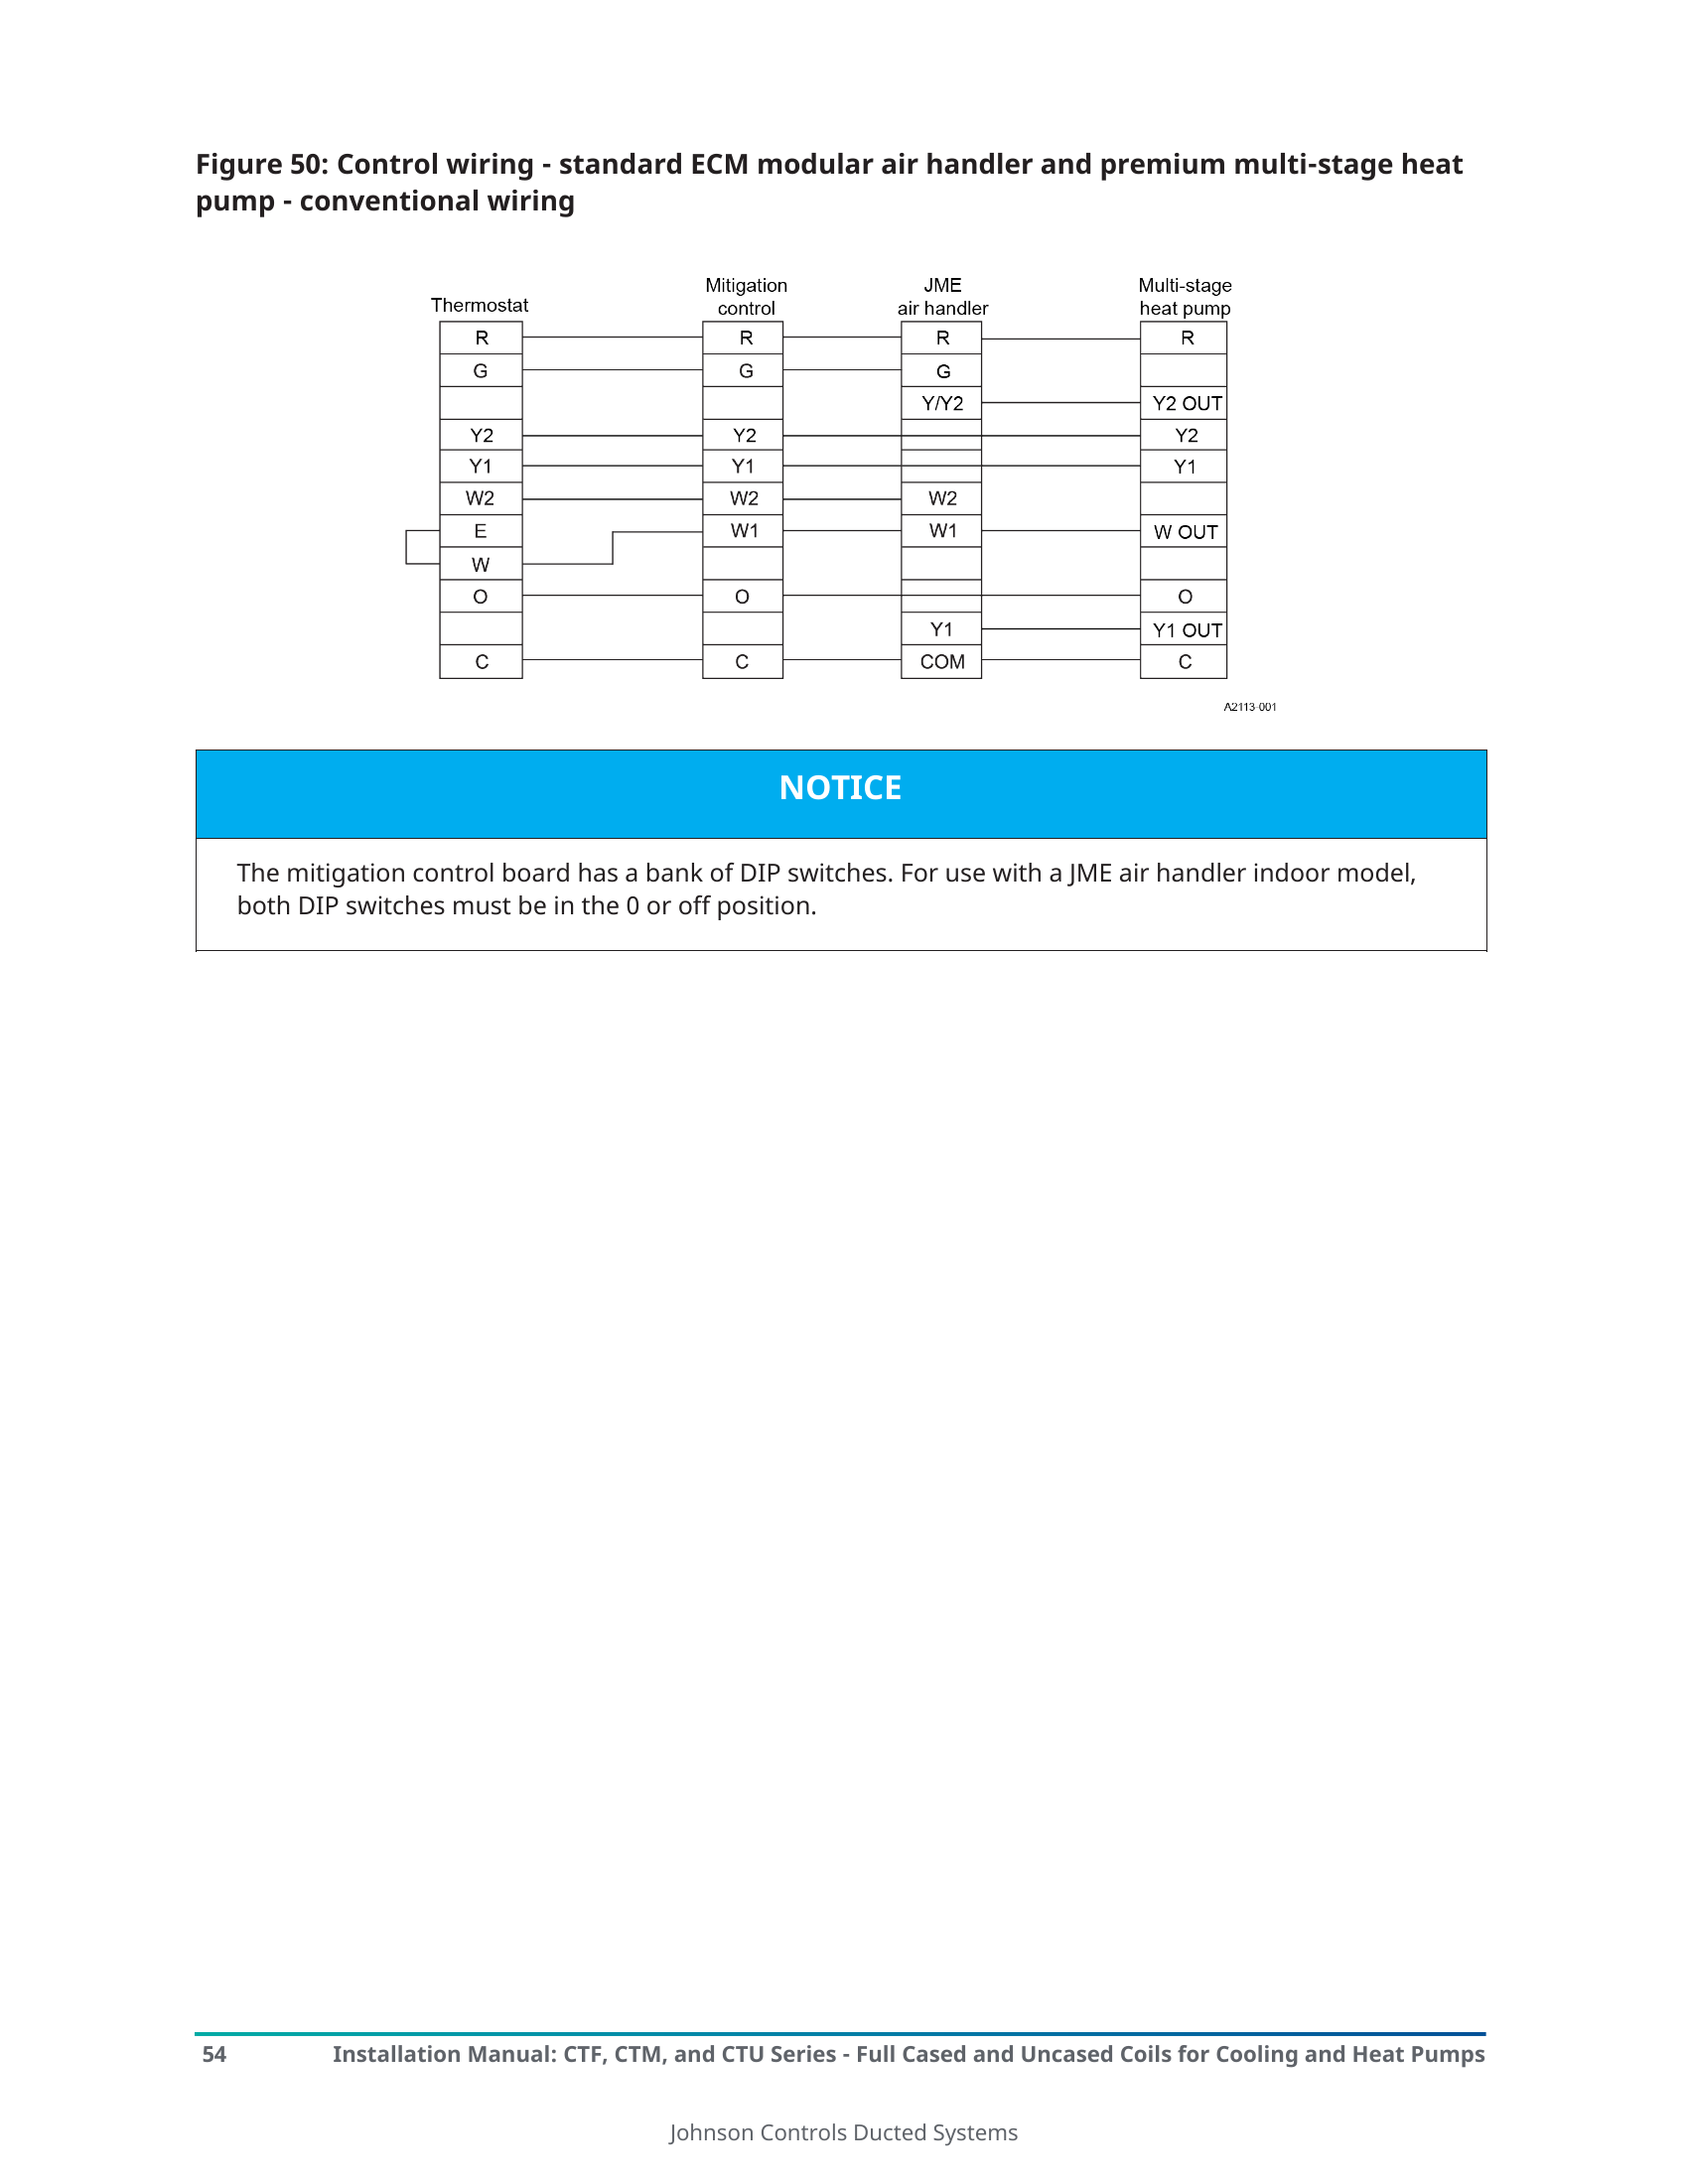 Figure 50: Control wiring - standard ECM modular air handler and premium multi-stage heat
pump - conventional wiring
Thermostat
Mitigation
control
JME
air handler
Multi-stage
heat pump
R R R R
G G G
Y/Y2 Y2 OUT
Y2 Y2 Y2
Y1 Y1 Y1
W2 W2 W2
E W1 W1 W OUT
W
O O O
Y1 Y1 OUT
C C COM C
A2113-001
NOTICE
The mitigation control board has a bank of DIP switches. For use with a JME air handler indoor model,
both DIP switches must be in the 0 or off position.
54 Installation Manual: CTF, CTM, and CTU Series - Full Cased and Uncased Coils for Cooling and Heat Pumps
Johnson Controls Ducted Systems